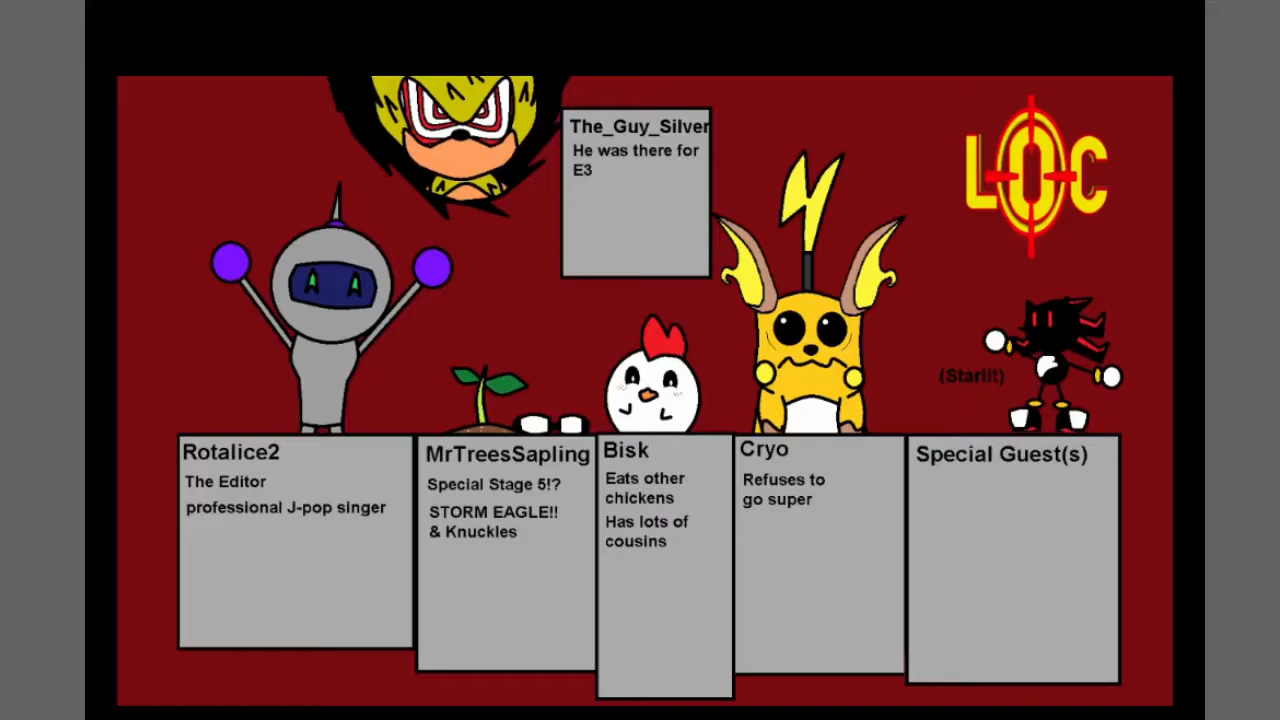 The_Guy_Silver
He was there for
E3
LOC
(Starlit)
Rotalice2
The Editor
professional J-pop singer
MrTreesSapling
Special Stage 5!?
STORM EAGLE!!
& Knuckles
Bisk
Eats other
chickens
Has lots of
cousins
Cryo
Refuses to
go super
Special Guest(s)